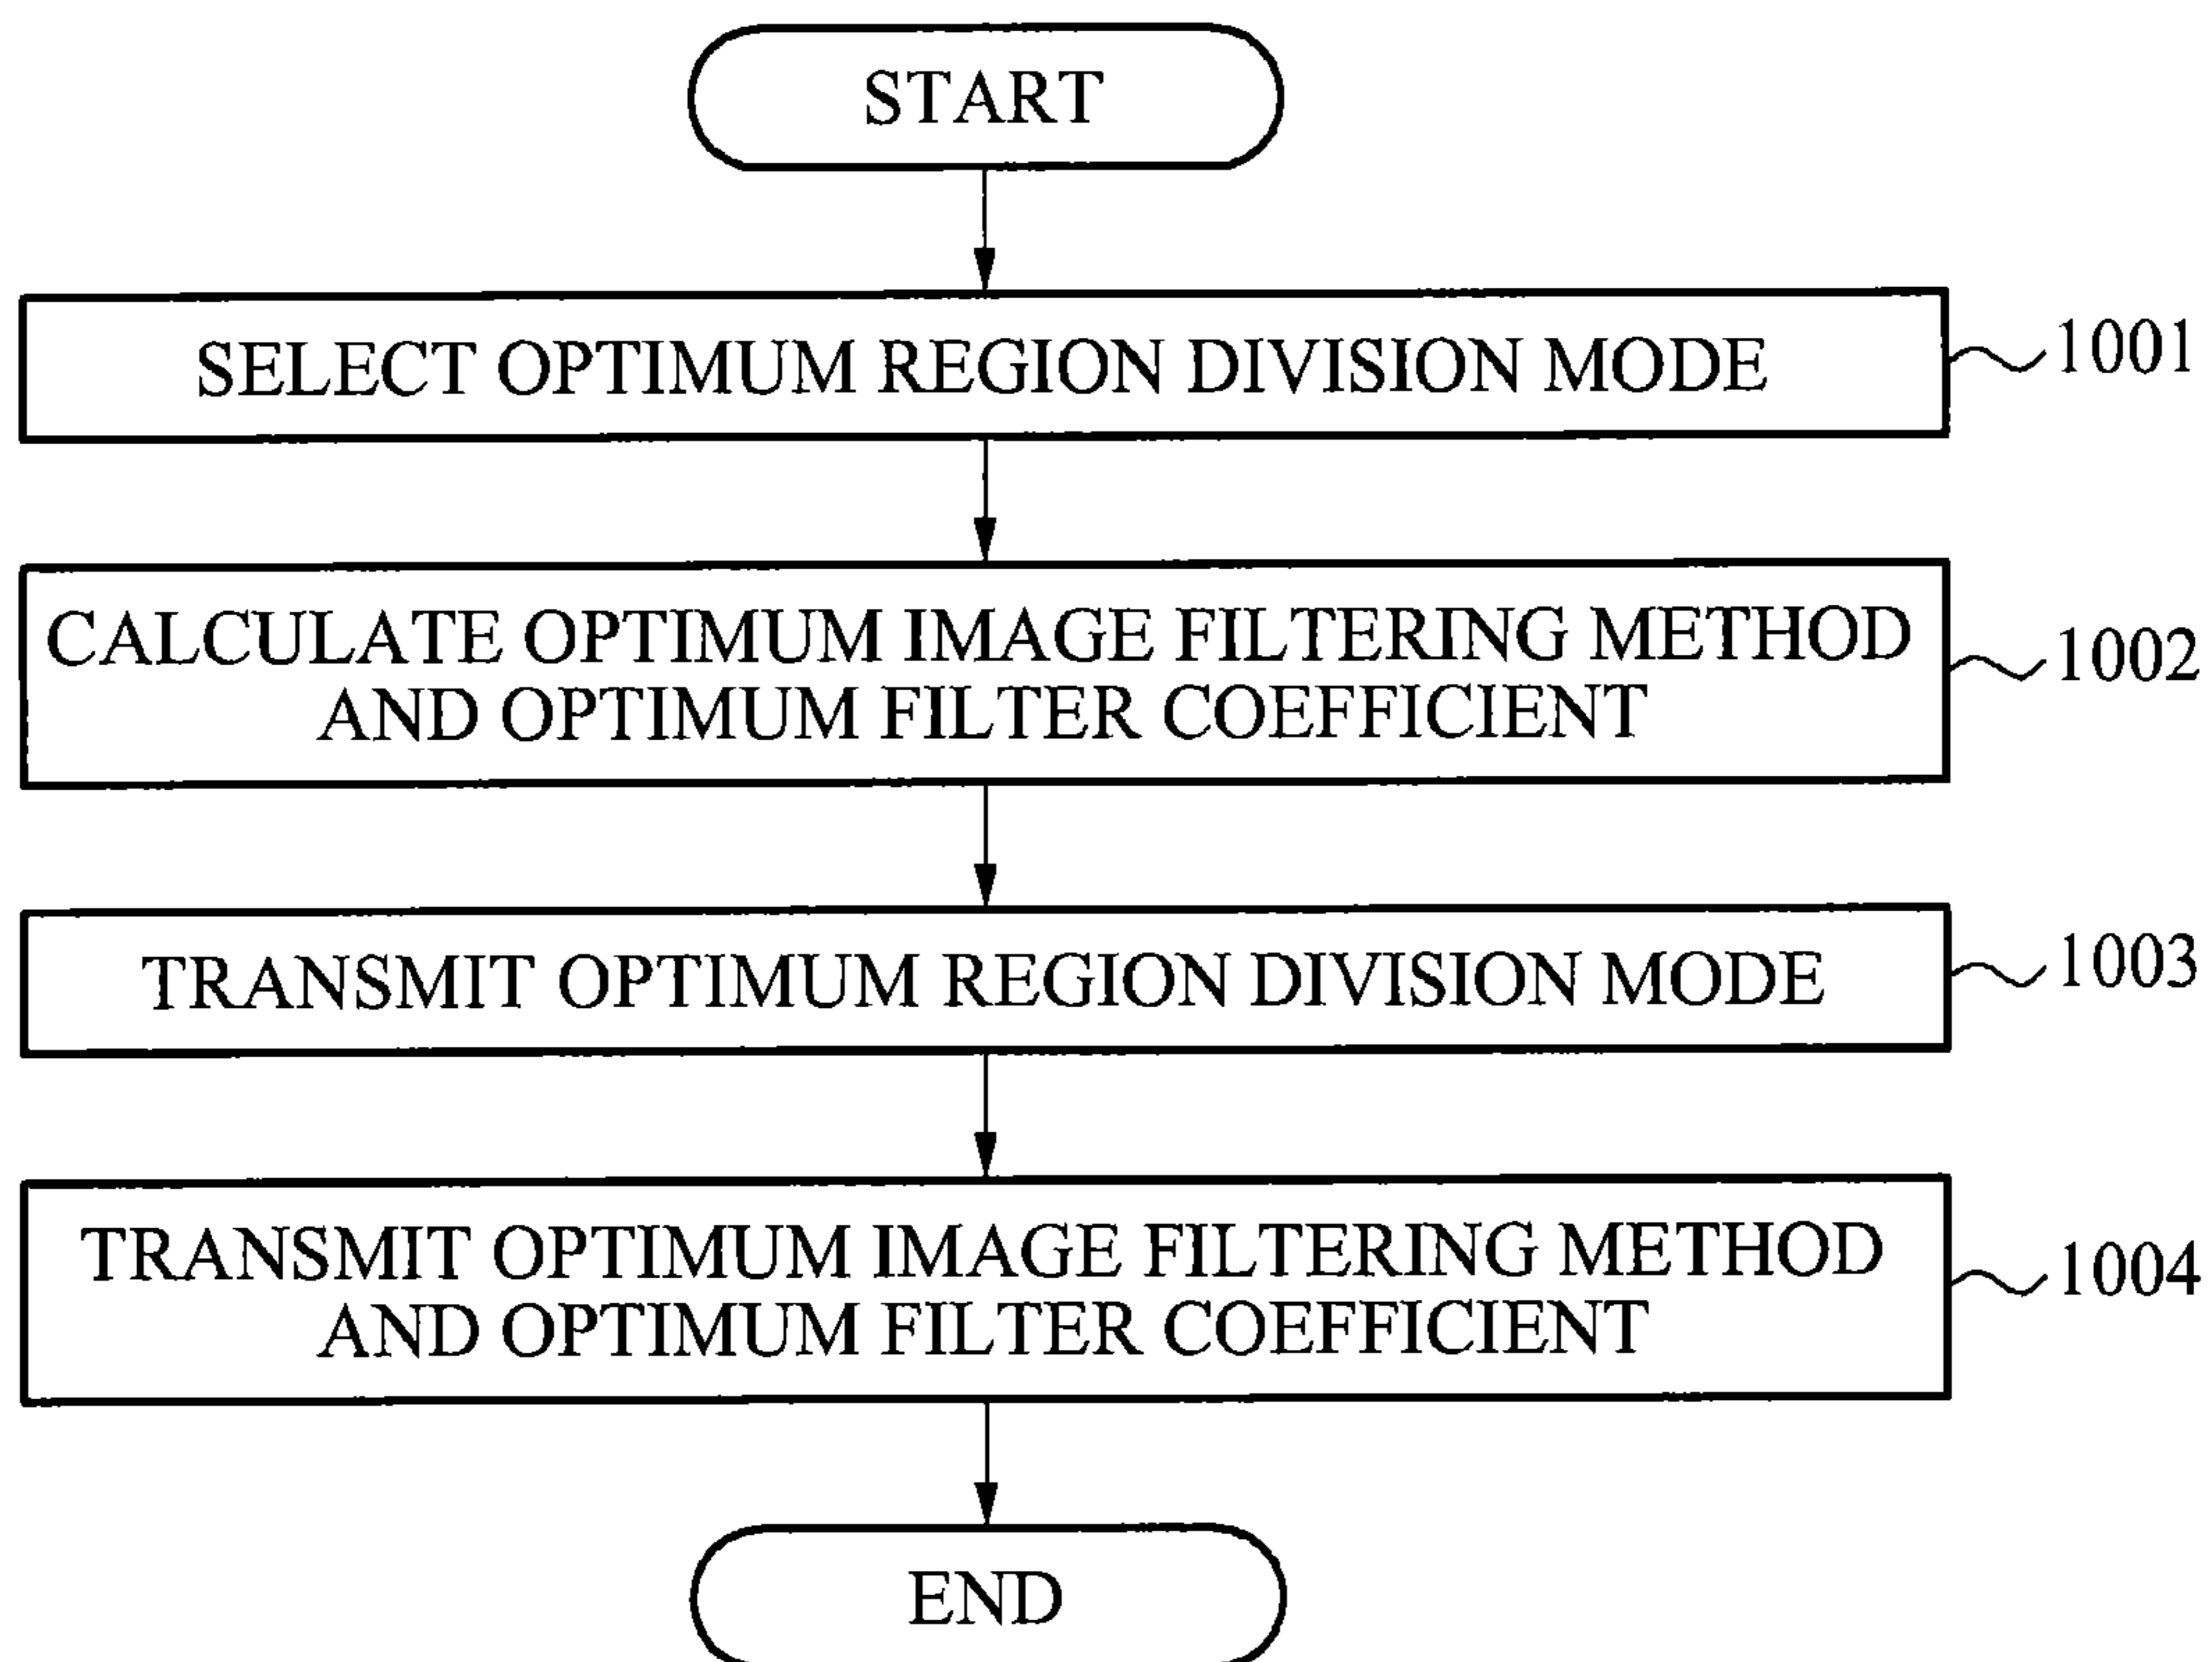 START
SELECT OPTIMUM REGION DIVISION MODE
1001
CALCULATE OPTIMUM IMAGE FILTERING METHOD
AND OPTIMUM FILTER COEFFICIENT
1002
TRANSMIT OPTIMUM REGION DIVISION MODE
1003
TRANSMIT OPTIMUM IMAGE FILTERING METHOD
AND OPTIMUM FILTER COEFFICIENT
1004
END